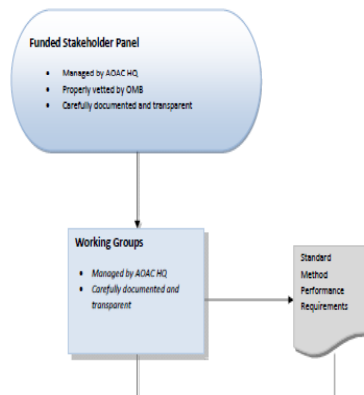 Funded Stakeholder Panel
• Managed by AOAC HQ
• Properly vetted by OMB
• Carefully documented and transparent
Working Groups
• Managed by AOAC HQ
• Carefully documented and
transparent
Standard
Method
Performance
Requirements